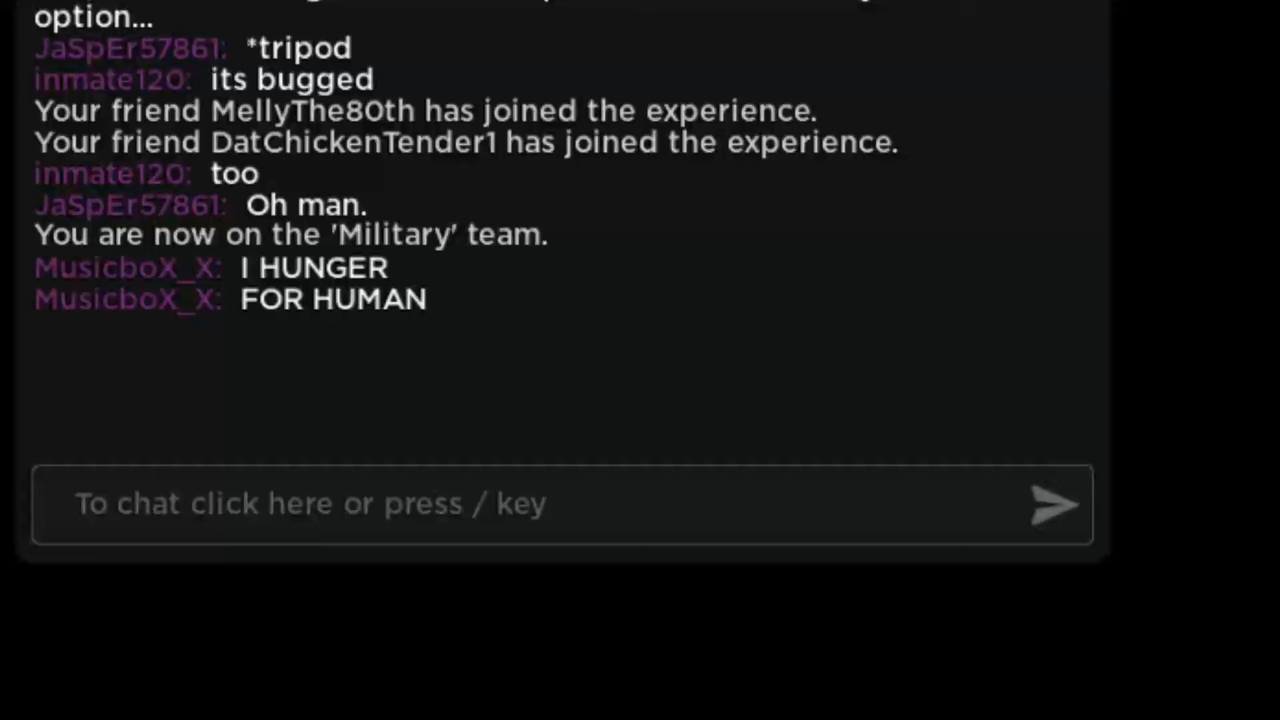 option...
JaSpEr57861: *tripod
inmate120: its bugged
Your friend MellyThe80th has joined the experience.
Your friend DatChickenTender1 has joined the experience.
inmate120: too
JaSpEr57861: Oh man.
You are now on the 'Military' team.
MusicboX_X: I HUNGER
MusicboX_X: FOR HUMAN
To chat click here or press / key